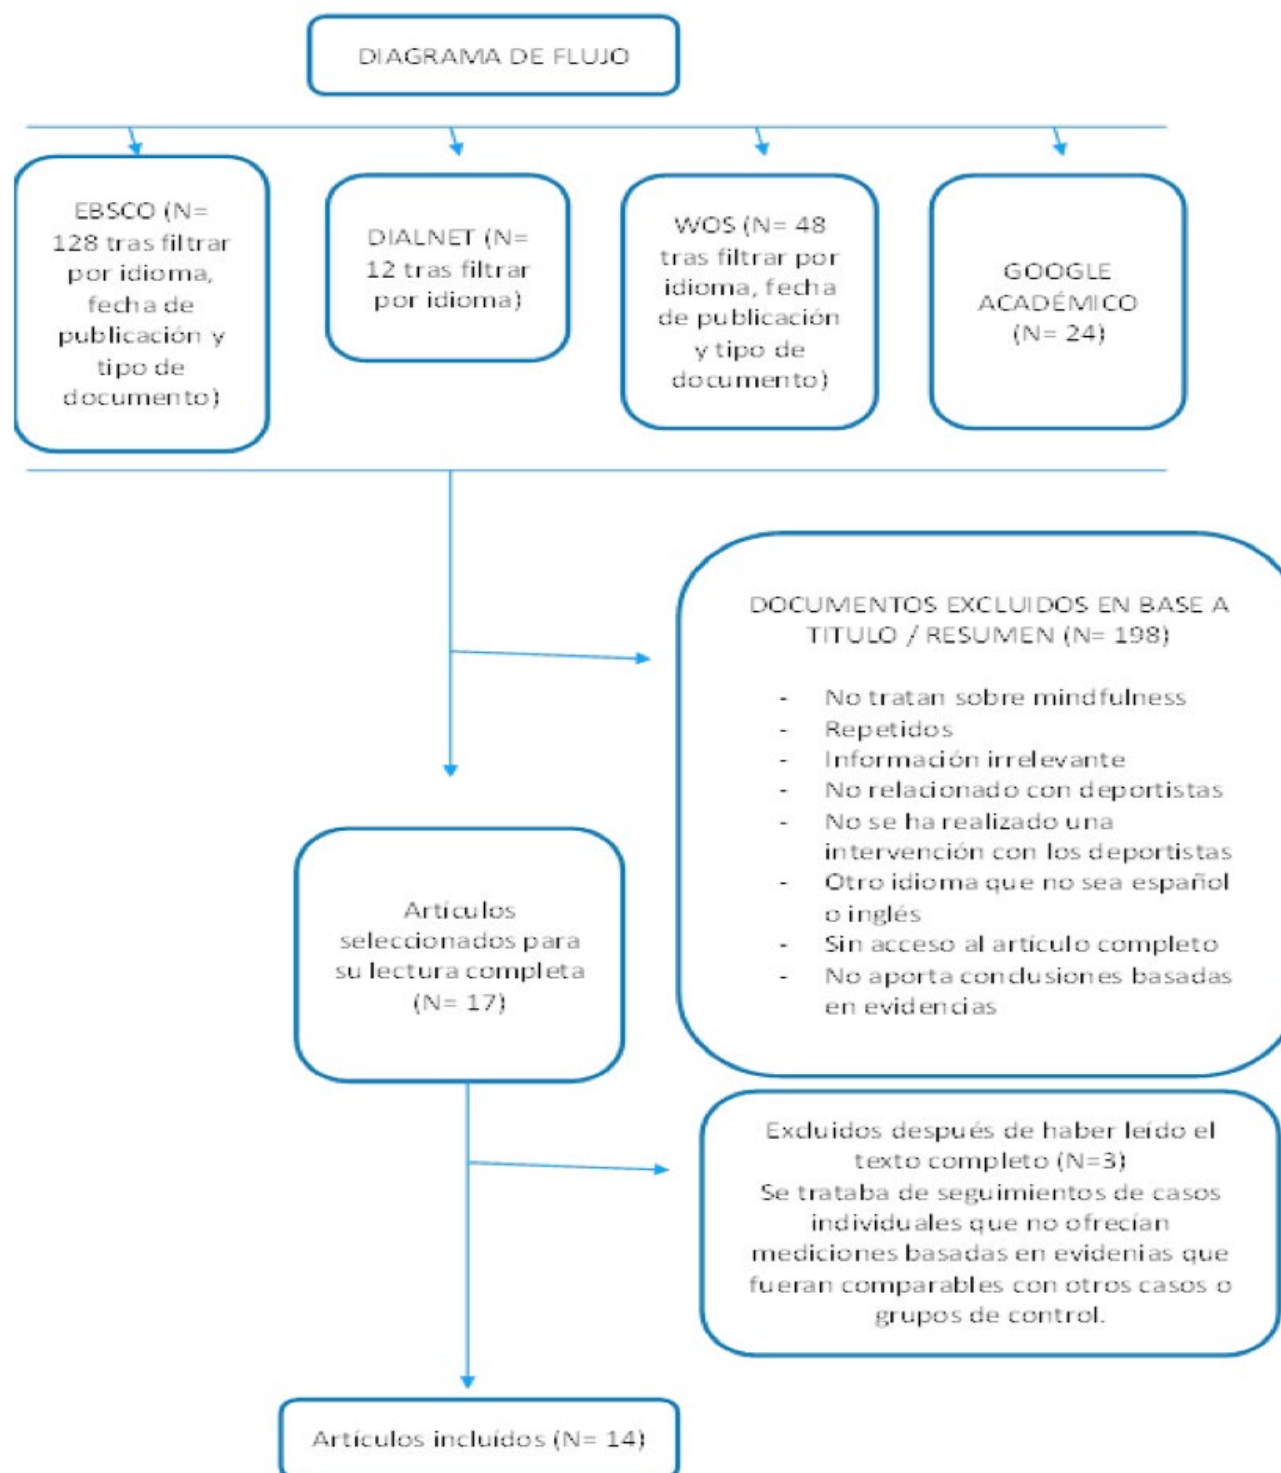 DIAGRAMA DE FLUJO
EBSCO (N=
128 tras filtrar
por idioma,
fecha de
publicación y
tipo de
documento)
DIALNET (N=
12 tras filtrar
por idioma)
WOS (N= 48
tras filtrar por
idioma, fecha
de publicación
y tipo de
documento)
GOOGLE
ACADÉMICO
(N= 24)
DOCUMENTOS EXCLUIDOS EN BASE A
TITULO / RESUMEN (N= 198)
- No tratan sobre mindfulness
- Repetidos
- Información irrelevante
- No relacionado con deportistas
- No se ha realizado una
intervención con los deportistas
- Otro idioma que no sea español
o inglés
- Sin acceso al artículo completo
- No aporta conclusiones basadas
en evidencias
Artículos
seleccionados para
su lectura completa
(N= 17)
Excluidos después de haber leído el
texto completo (N=3)
Se trataba de seguimientos de casos
individuales que no ofrecían
mediciones basadas en evidenias que
fueran comparables con otros casos o
grupos de control.
Artículos incluídos (N= 14)